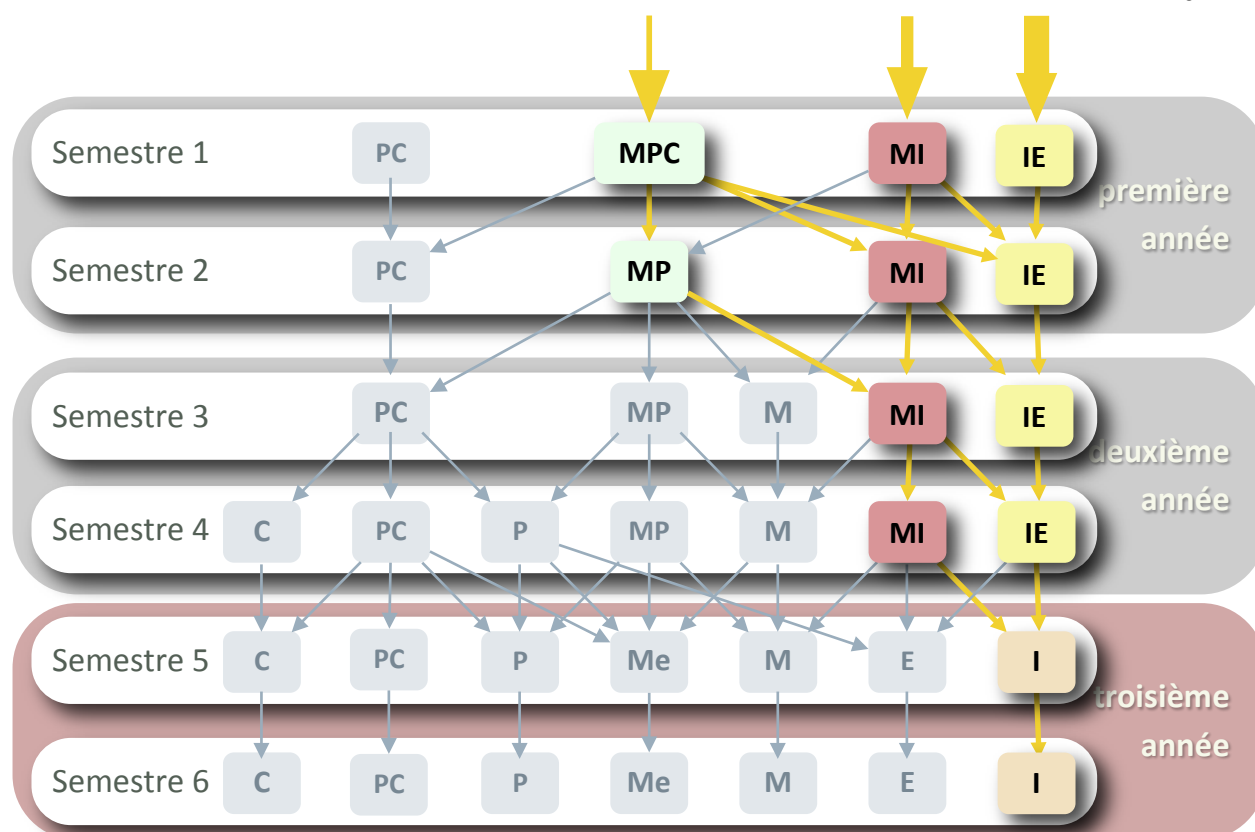 Semestre 1
PC
MPC
MI
IE
première
année
Semestre 2
PC
MP
MI
IE
Semestre 3
PC
MP
M
MI
IE
deuxième
année
Semestre 4
C
PC
P
MP
M
MI
IE
Semestre 5
C
PC
P
Me
M
E
I
troisième
année
Semestre 6
C
PC
P
Me
M
E
I